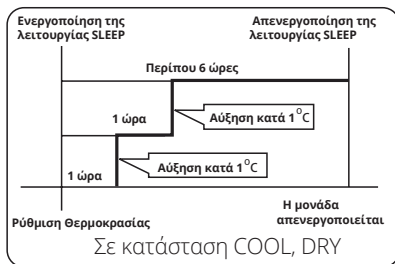 Ενεργοποίηση της
λειτουργίας SLEEP
Απενεργοποίηση της
λειτουργίας SLEEP
Περίπου 6 ώρες
1 ώρα
Αύξηση κατά 1°C
1 ώρα
Αύξηση κατά 1°C
Ρύθμιση Θερμοκρασίας
Η μονάδα
απενεργοποιείται
Σε κατάσταση COOL, DRY